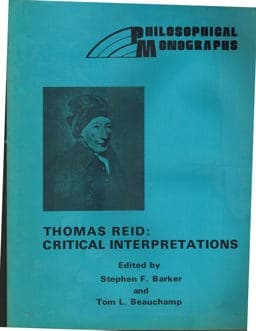 PHILOSOPHICAL
MONOGRAPHS
THOMAS REID:
CRITICAL INTERPRETATIONS
Edited by
Stephen F. Barker
and
Tom L. Beauchamp